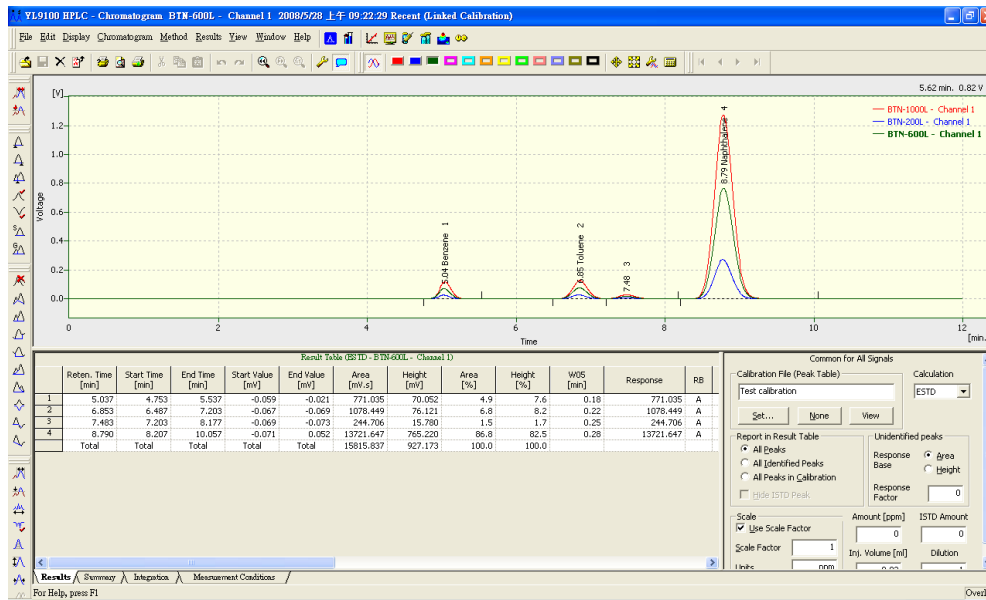 YL9100 HPLC - Chromatogram BTN-600L - Channel 1 2008/5/28 上午 09:22:29 Recent (Linked Calibration)
File Edit Display Chromatogram Method Results View Window Help
5.62 min. 0.82 V
[V]
BTN-1000L - Channel 1
BTN-200L - Channel 1
BTN-600L - Channel 1
1.2
1.0
0.8
0.6
0.4
0.2
0.0
Voltage
5.04 Benzene 1
6.85 Toluene 2
7.48 3
8.79 Naphthalene 4
0 2 4 6 8 10 12
Time
[min.
Result Table (ESTD - BTN-600L - Channel 1)
Reten. Time [min] Start Time [min] End Time [min] Start Value [mV] End Value [mV] Area [mV.s] Height [mV] Area [%] Height [%] W05 [min] Response RB
1 5.037 4.753 5.537 -0.059 -0.021 771.035 70.052 4.9 7.6 0.18 771.035 A
2 6.853 6.487 7.203 -0.067 -0.069 1078.449 76.121 6.8 8.2 0.22 1078.449 A
3 7.483 7.203 8.177 -0.069 -0.073 244.706 15.780 1.5 1.7 0.25 244.706 A
4 8.790 8.207 10.057 -0.071 0.052 13721.647 765.220 86.8 82.5 0.28 13721.647 A
Total Total Total Total Total 15815.837 927.173 100.0 100.0
Common for All Signals
Calibration File (Peak Table)
Test calibration
Set... None View
Calculation
ESTD
Report in Result Table
All Peaks
All Identified Peaks
All Peaks in Calibration
Hide ISTD Peak
Unidentified peaks
Response Base
Area
Height
Response Factor 0
Scale
Use Scale Factor
Scale Factor 1
Units ppm
Amount [ppm] ISTD Amount
0 0
Inj. Volume [ml] Dilution
Results Summary Integration Measurement Conditions
For Help, press F1
Overl